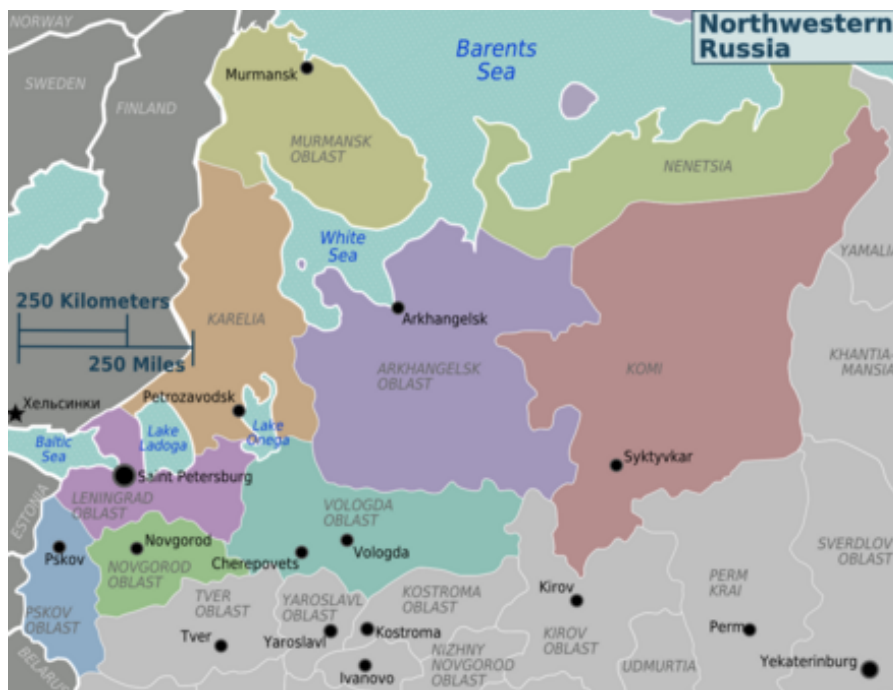 NORWAY
Northwestern
Russia
Barents
Sea
Murmansk
SWEDEN
FINLAND
MURMANSK
OBLAST
NENETSIA
White
Sea
YAMALIA
250 Kilometers
250 Miles
KARELIA
Arkhangelsk
ARKHANGELSK
OBLAST
KOMI
KHANTIA-
MANSIA
Petrozavodsk
Хельсинки
Baltic
Sea
Lake
Ladoga
Lake
Onega
Saint Petersburg
Syktyvkar
LENINGRAD
OBLAST
ESTONIA
VOLOGDA
OBLAST
Novgorod
Pskov
NOVGOROD
OBLAST
Cherepovets
Vologda
SVERDLOV
OBLAST
PSKOV
OBLAST
TVER
OBLAST
YAROSLAVL
OBLAST
KOSTROMA
OBLAST
Kirov
PERM
KRAI
Tver
Yaroslavl
Kostroma
KIROV
OBLAST
Perm
Ivanovo
NIZHNY
NOVGOROD
OBLAST
UDMURTIA
Yekaterinburg
BELARUS